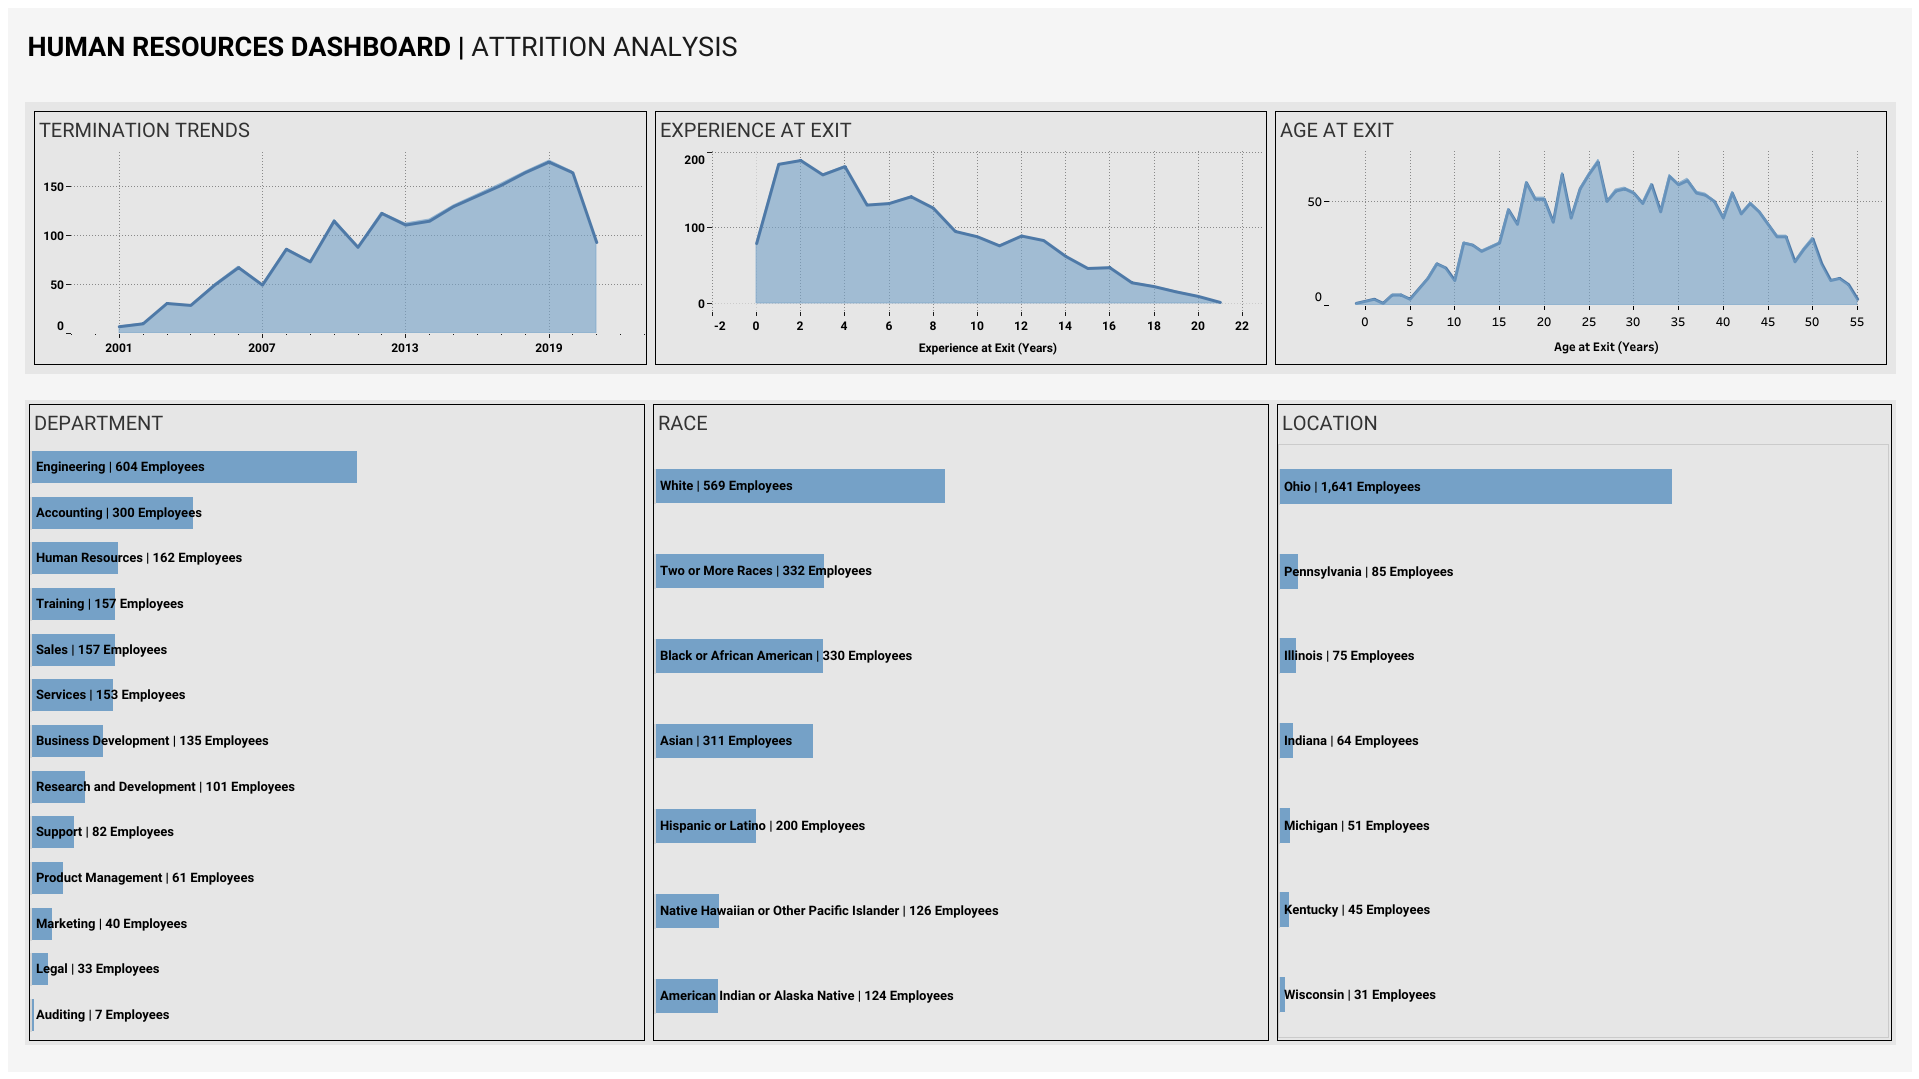 HUMAN RESOURCES DASHBOARD | ATTRITION ANALYSIS
TERMINATION TRENDS
150
100
50
0
2001 2007 2013 2019
EXPERIENCE AT EXIT
200
100
0
-2 0 2 4 6 8 10 12 14 16 18 20 22
Experience at Exit (Years)
AGE AT EXIT
50
0
0 5 10 15 20 25 30 35 40 45 50 55
Age at Exit (Years)
DEPARTMENT
Engineering | 604 Employees
Accounting | 300 Employees
Human Resources | 162 Employees
Training | 157 Employees
Sales | 157 Employees
Services | 153 Employees
Business Development | 135 Employees
Research and Development | 101 Employees
Support | 82 Employees
Product Management | 61 Employees
Marketing | 40 Employees
Legal | 33 Employees
Auditing | 7 Employees
RACE
White | 569 Employees
Two or More Races | 332 Employees
Black or African American | 330 Employees
Asian | 311 Employees
Hispanic or Latino | 200 Employees
Native Hawaiian or Other Pacific Islander | 126 Employees
American Indian or Alaska Native | 124 Employees
LOCATION
Ohio | 1,641 Employees
Pennsylvania | 85 Employees
Illinois | 75 Employees
Indiana | 64 Employees
Michigan | 51 Employees
Kentucky | 45 Employees
Wisconsin | 31 Employees